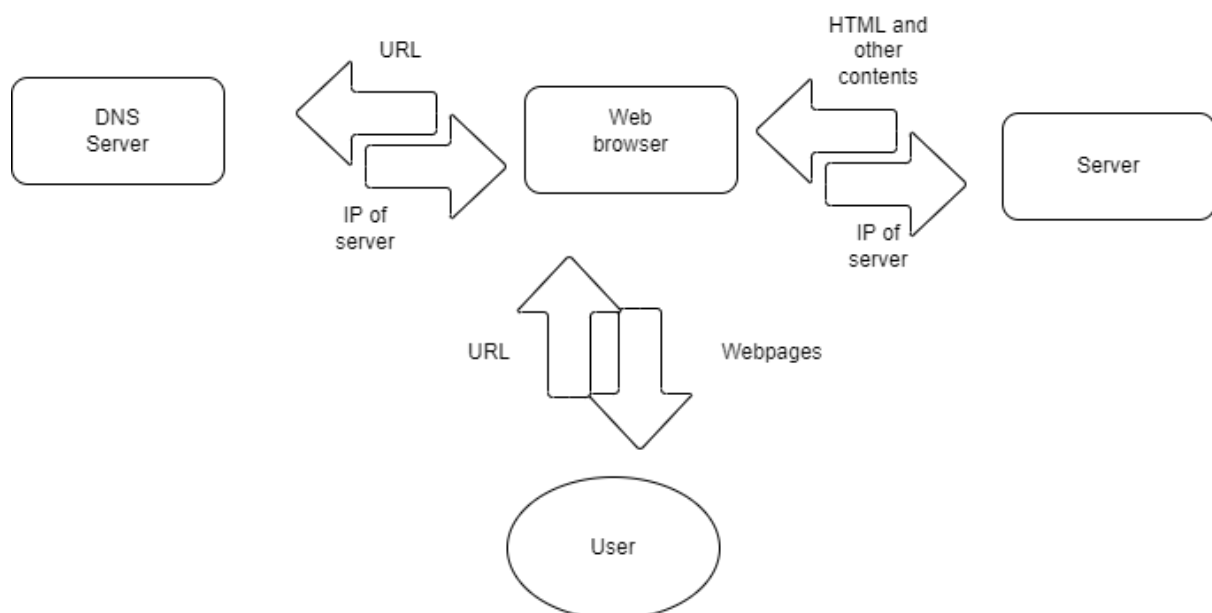 HTML and
other
contents
URL
DNS
Server
Web
browser
Server
IP of
server
IP of
server
URL
Webpages
User